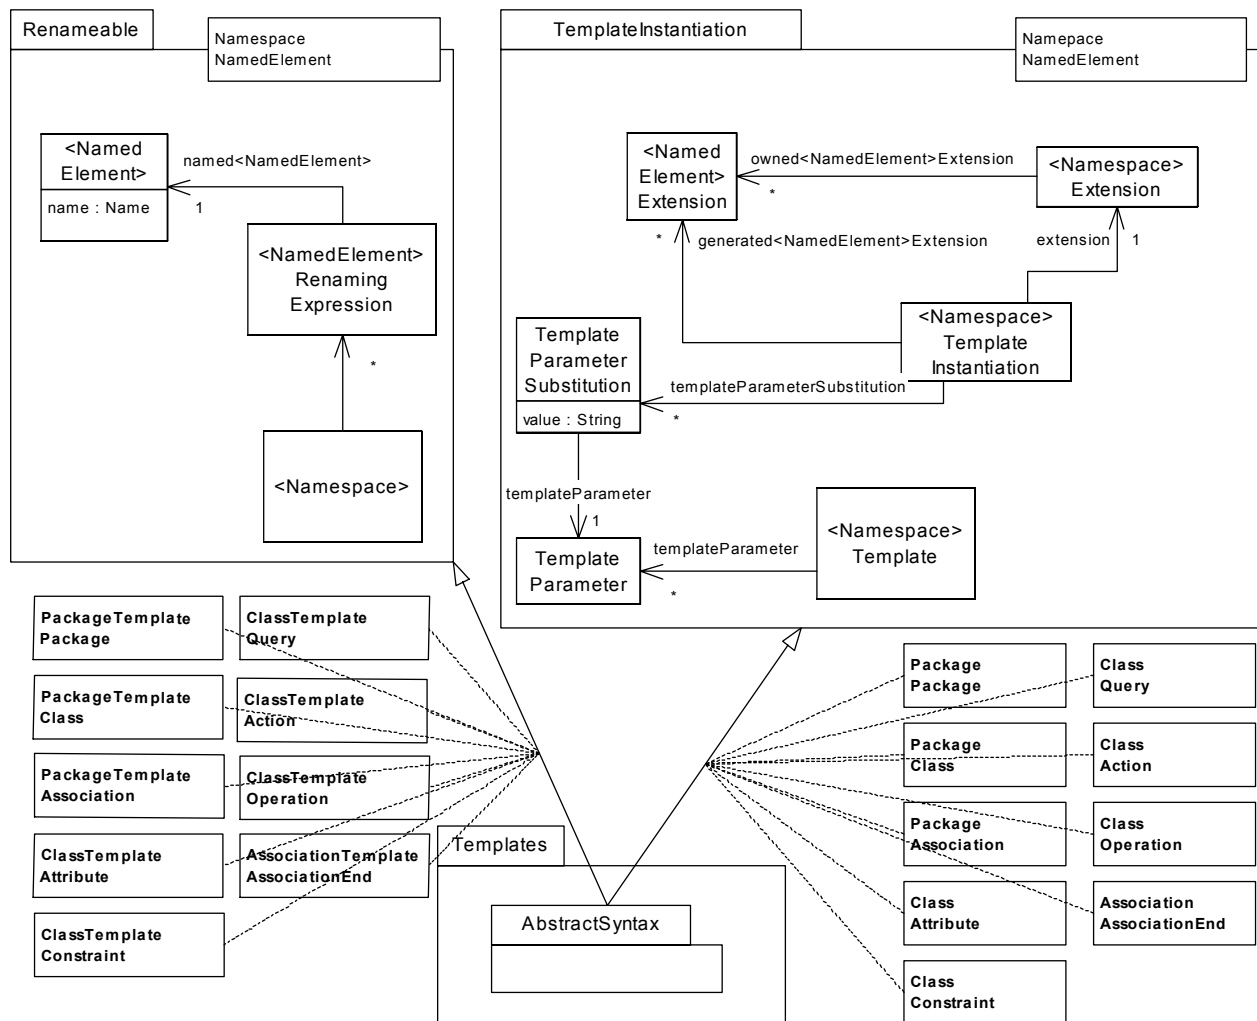 Renameable
Namespace
NamedElement
<Named
Element>
name : Name
named<NamedElement>
1
<NamedElement>
Renaming
Expression
*
<Namespace>
TemplateInstantiation
Namepace
NamedElement
<Named
Element>
Extension
owned<NamedElement>Extension
*
<Namespace>
Extension
* generated<NamedElement>Extension
extension 1
<Namespace>
Template
Instantiation
Template
Parameter
Substitution
value : String
templateParameterSubstitution
*
templateParameter
1
Template
Parameter
templateParameter
*
<Namespace>
Template
PackageTemplate
Package
ClassTemplate
Query
PackageTemplate
Class
ClassTemplate
Action
PackageTemplate
Association
ClassTemplate
Operation
ClassTemplate
Attribute
AssociationTemplate
AssociationEnd
ClassTemplate
Constraint
Templates
AbstractSyntax
Package
Package
Class
Query
Package
Class
Class
Action
Package
Association
Class
Operation
Class
Attribute
Association
AssociationEnd
Class
Constraint